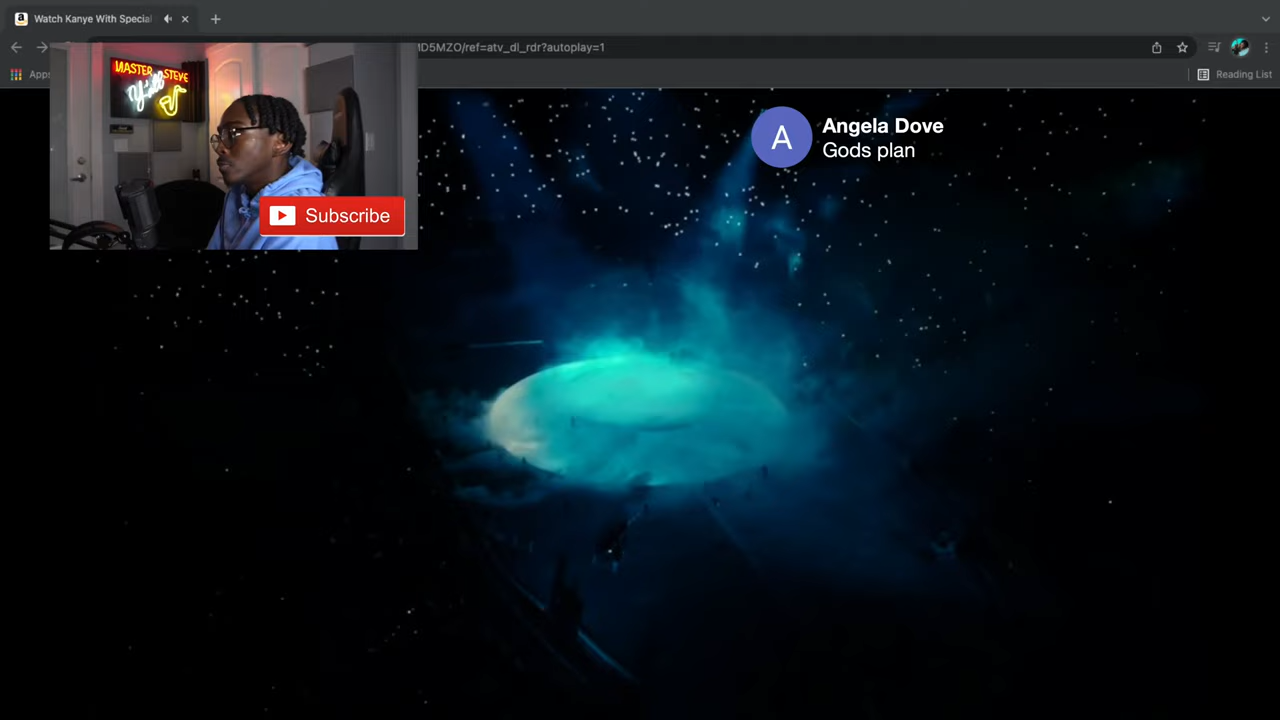 Watch Kanye With Special
MD5MZO/ref=atv_dl_rdr?autoplay=1
Apps
Reading List
MASTER STEVE
Y'all
Subscribe
A
Angela Dove
Gods plan